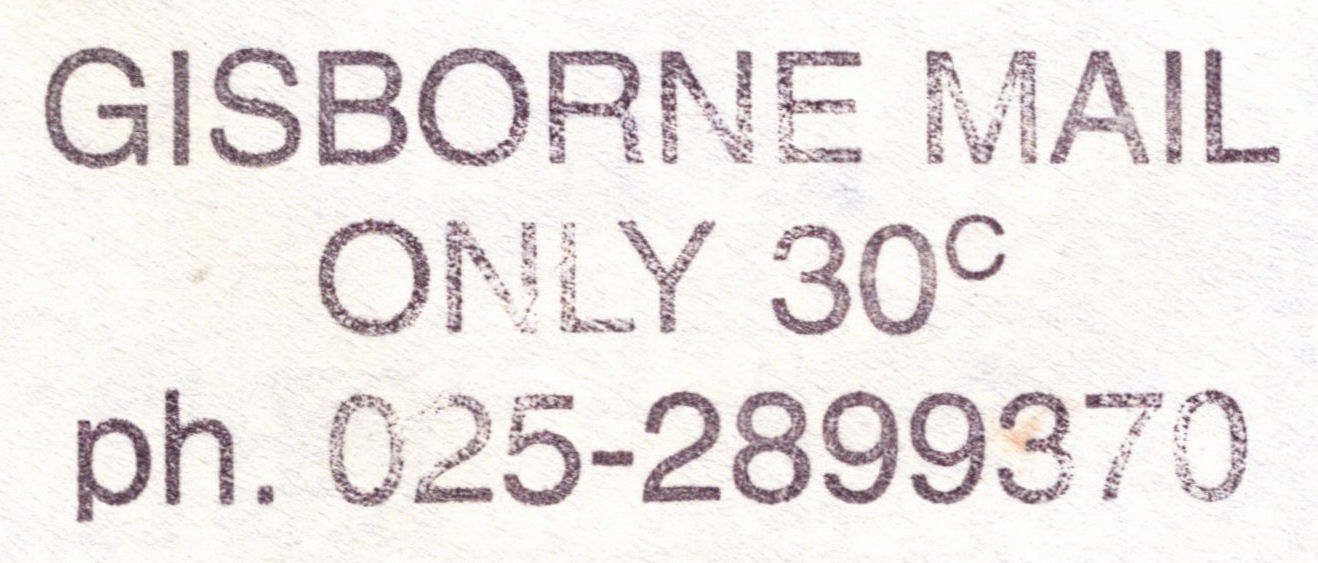 GISBORNE MAIL
ONLY 30c
ph. 025-2899370